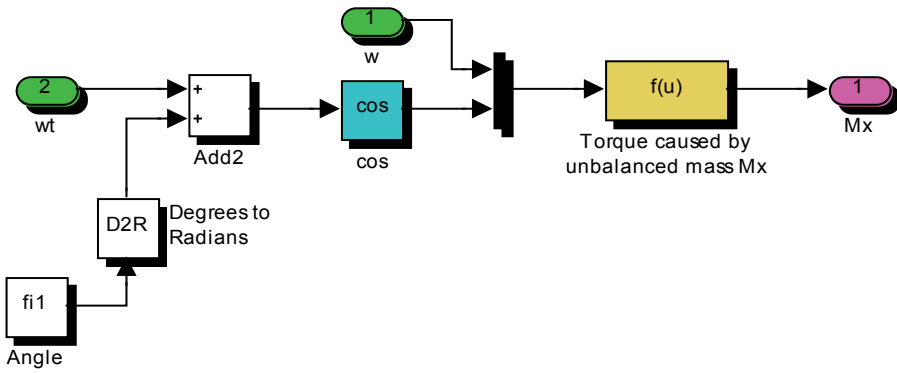 1
w
2
wt
+
+
Add2
cos
cos
f(u)
Torque caused by
unbalanced mass Mx
1
Mx
D2R
Degrees to
Radians
fi1
Angle